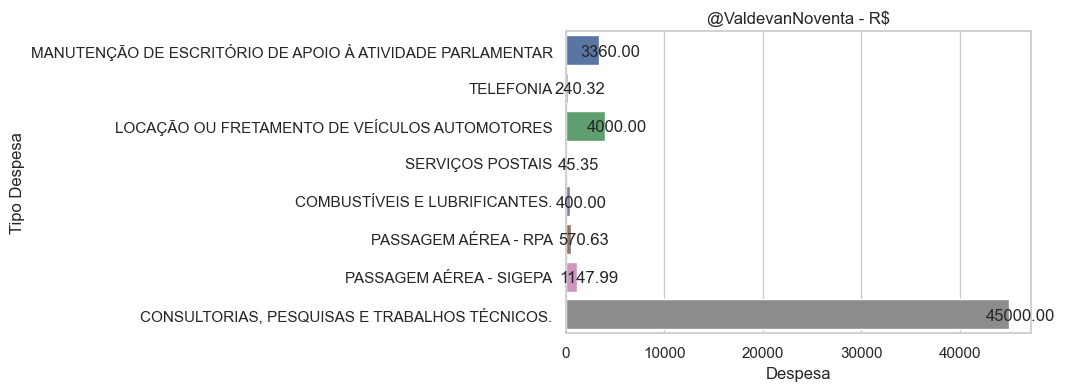 @ValdevanNoventa - R$
MANUTENÇÃO DE ESCRITÓRIO DE APOIO À ATIVIDADE PARLAMENTAR 3360.00
TELEFONIA 240.32
LOCAÇÃO OU FRETAMENTO DE VEÍCULOS AUTOMOTORES 4000.00
SERVIÇOS POSTAIS 45.35
COMBUSTÍVEIS E LUBRIFICANTES. 400.00
PASSAGEM AÉREA - RPA 570.63
PASSAGEM AÉREA - SIGEPA 1147.99
CONSULTORIAS, PESQUISAS E TRABALHOS TÉCNICOS. 45000.00
Tipo Despesa
0 10000 20000 30000 40000
Despesa